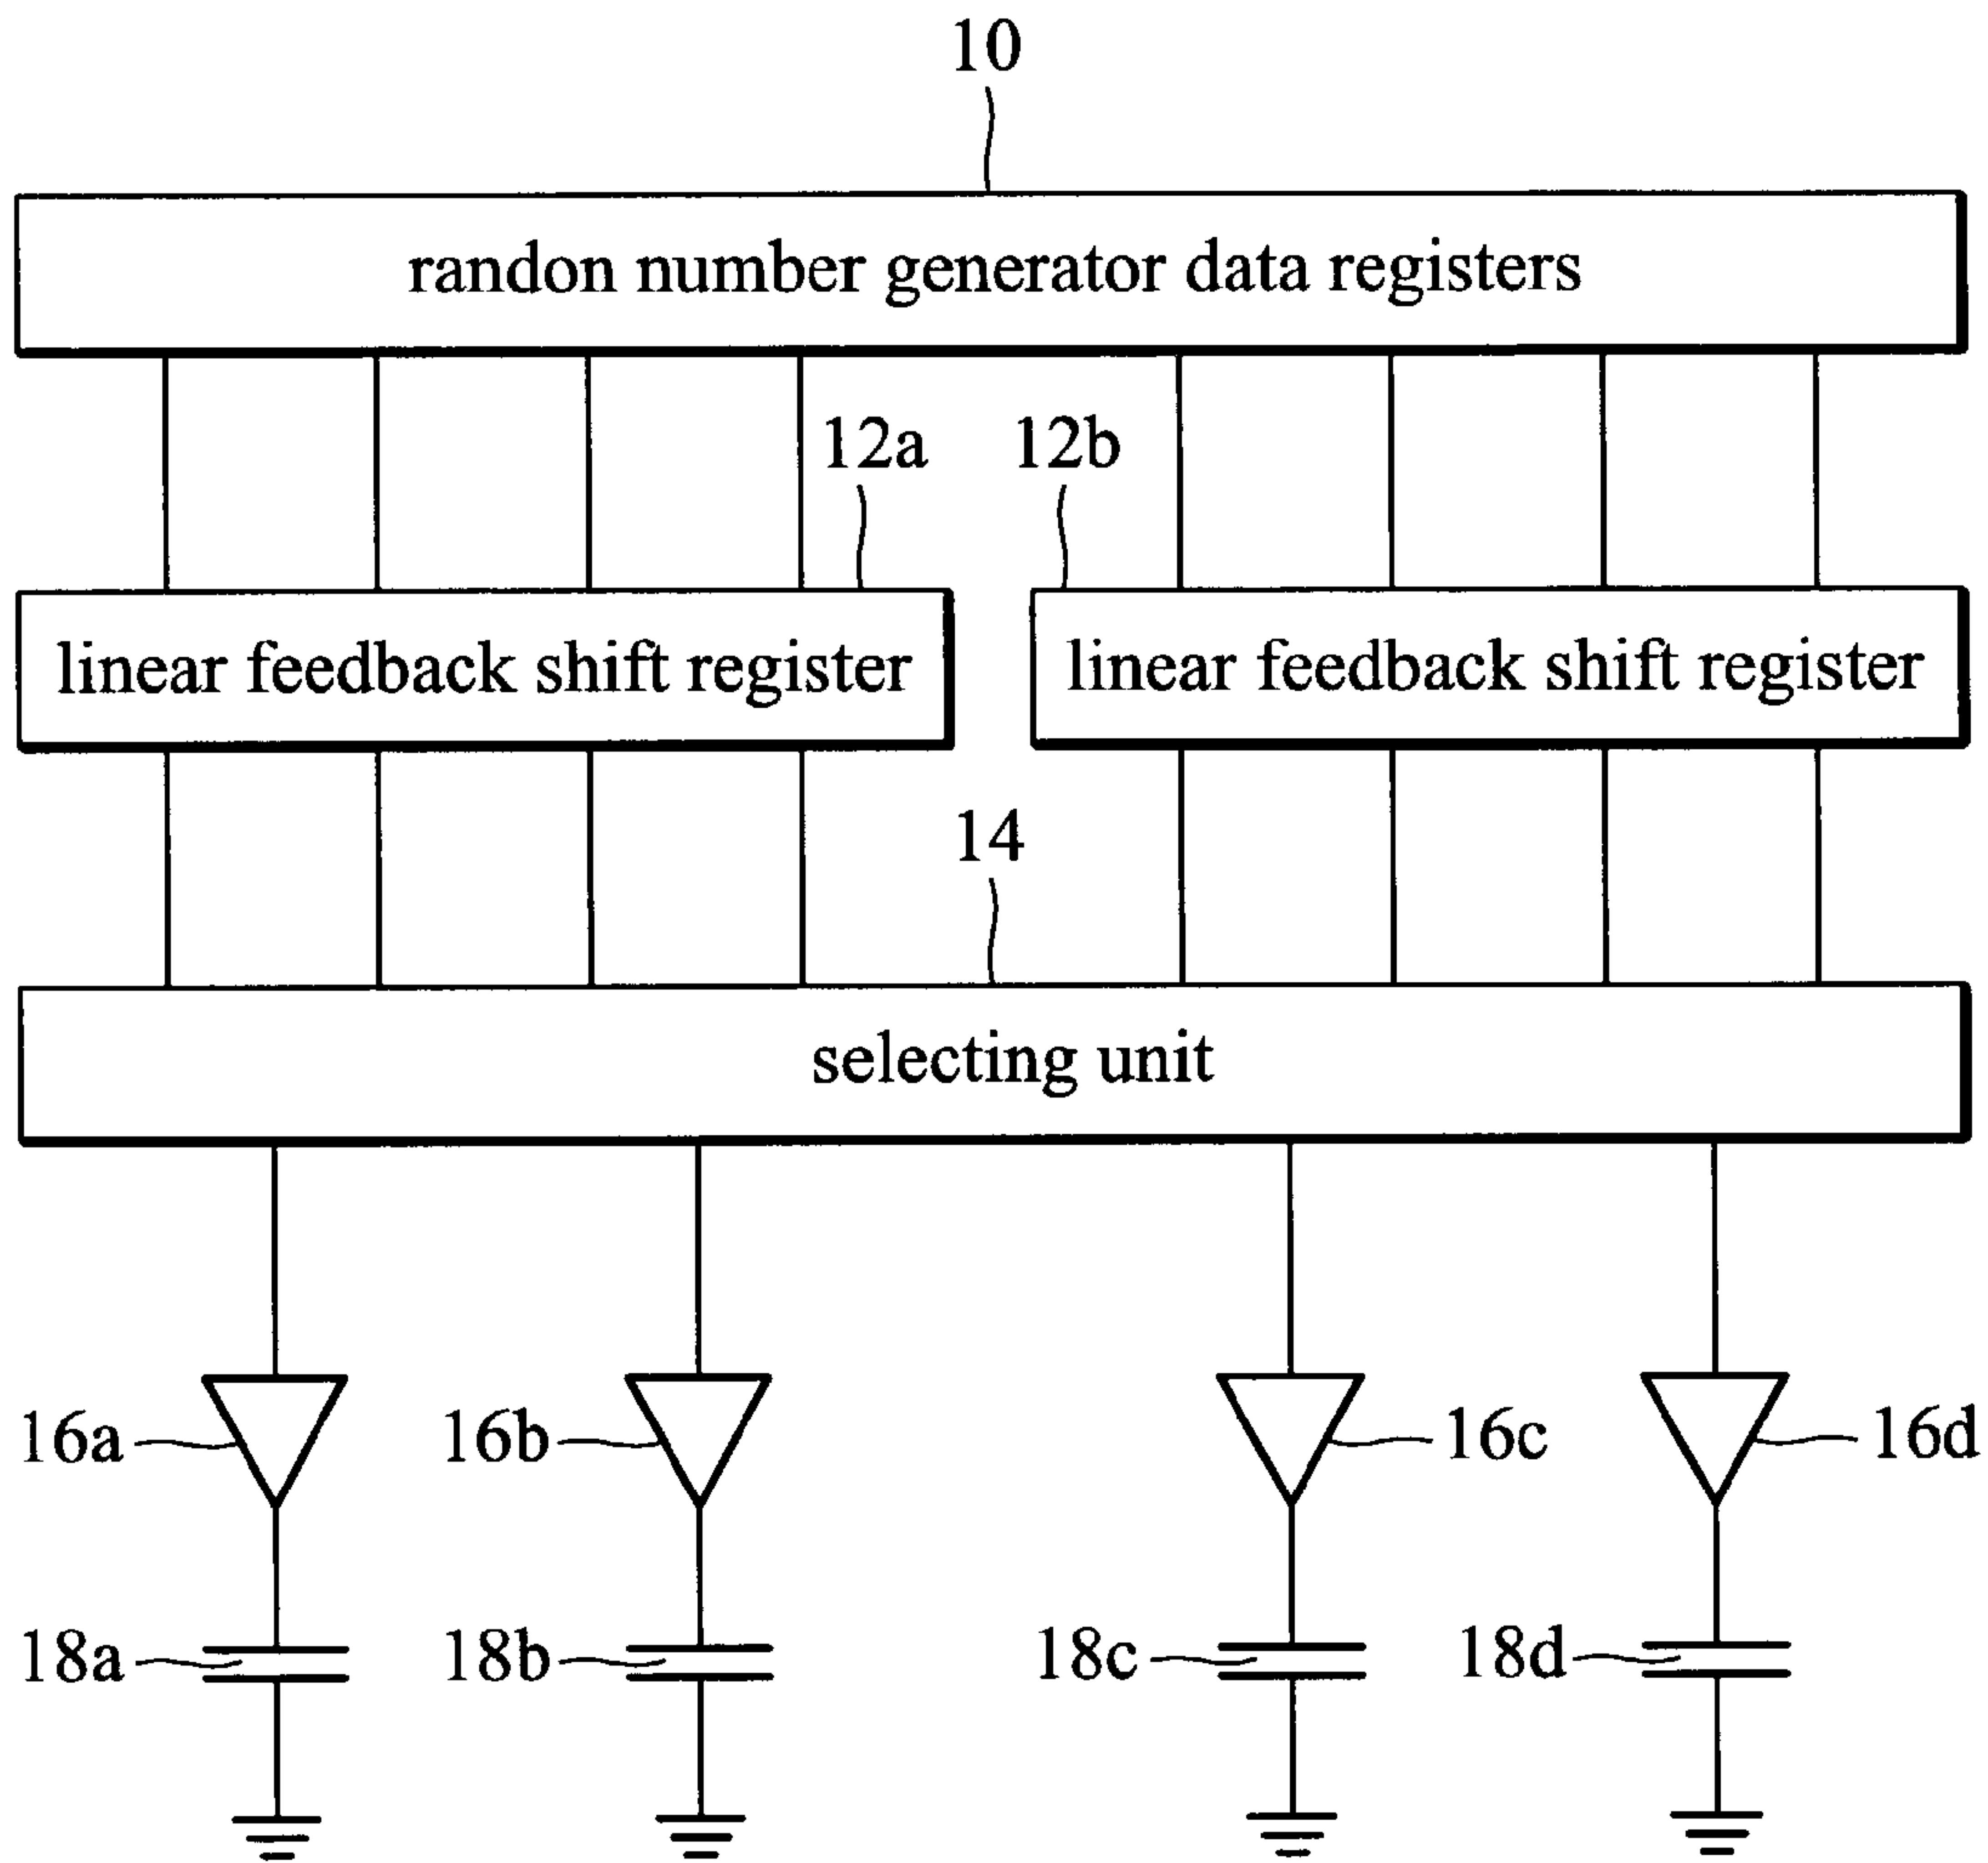 10
randon number generator data registers
12a 12b
linear feedback shift register linear feedback shift register
14
selecting unit
16a 16b 16c 16d
18a 18b 18c 18d